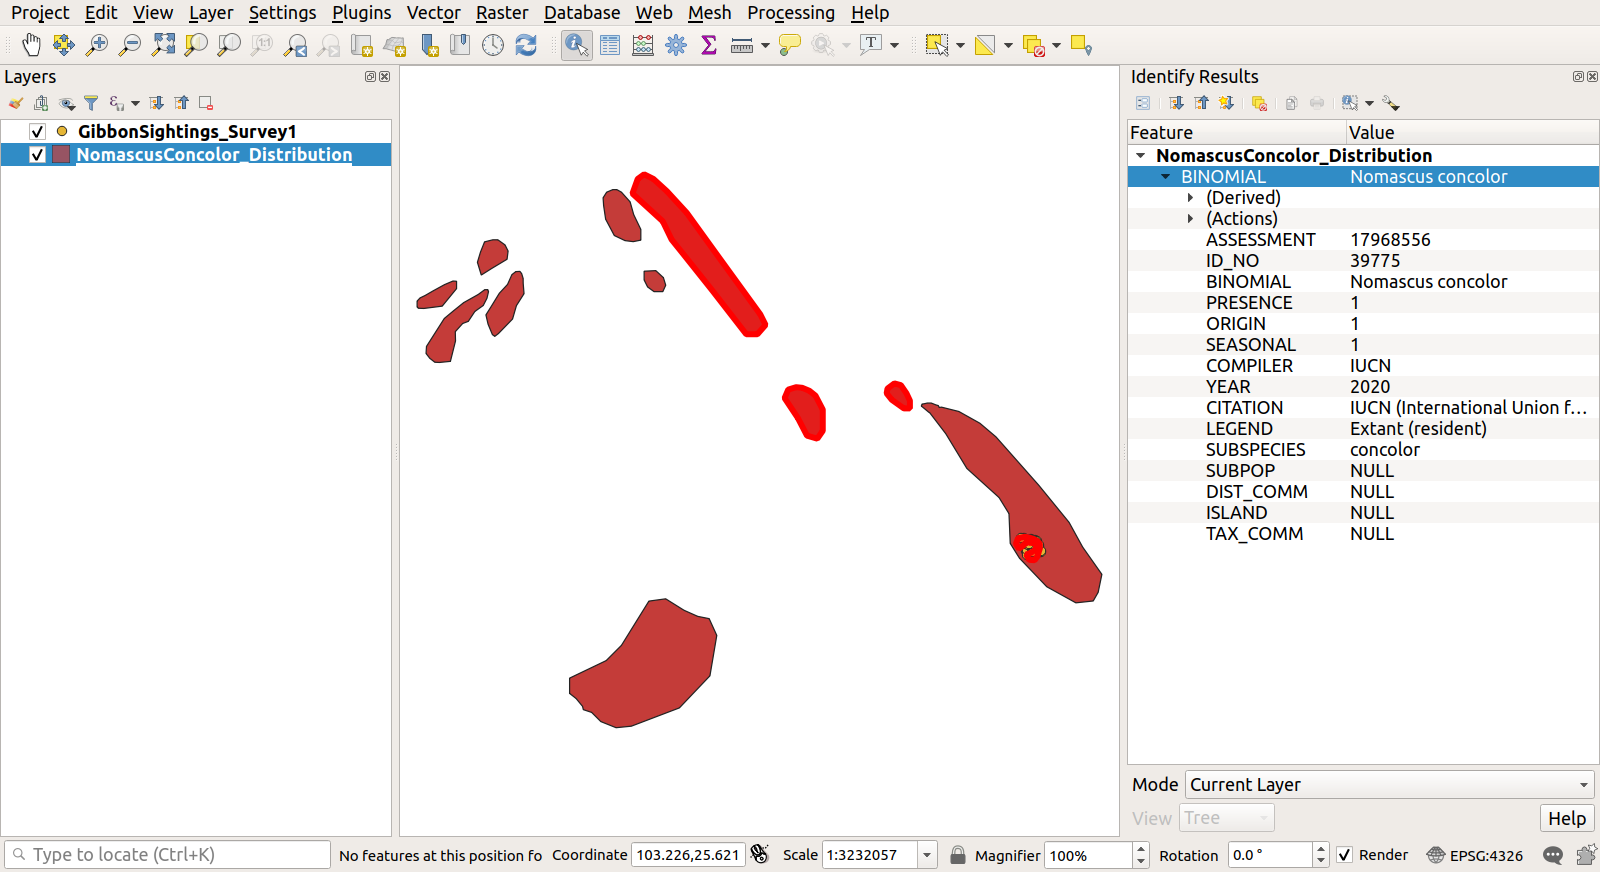 Project Edit View Layer Settings Plugins Vector Raster Database Web Mesh Processing Help
1:1
T
Layers
Identify Results
GibbonSightings_Survey1
NomascusConcolor_Distribution
Feature Value
NomascusConcolor_Distribution
BINOMIAL Nomascus concolor
(Derived)
(Actions)
ASSESSMENT 17968556
ID_NO 39775
BINOMIAL Nomascus concolor
PRESENCE 1
ORIGIN 1
SEASONAL 1
COMPILER IUCN
YEAR 2020
CITATION IUCN (International Union f…
LEGEND Extant (resident)
SUBSPECIES concolor
SUBPOP NULL
DIST_COMM NULL
ISLAND NULL
TAX_COMM NULL
Mode Current Layer
View Tree
Help
Type to locate (Ctrl+K) No features at this position fo Coordinate 103.226,25.621 Scale 1:3232057 Magnifier 100% Rotation 0.0 ° Render EPSG:4326